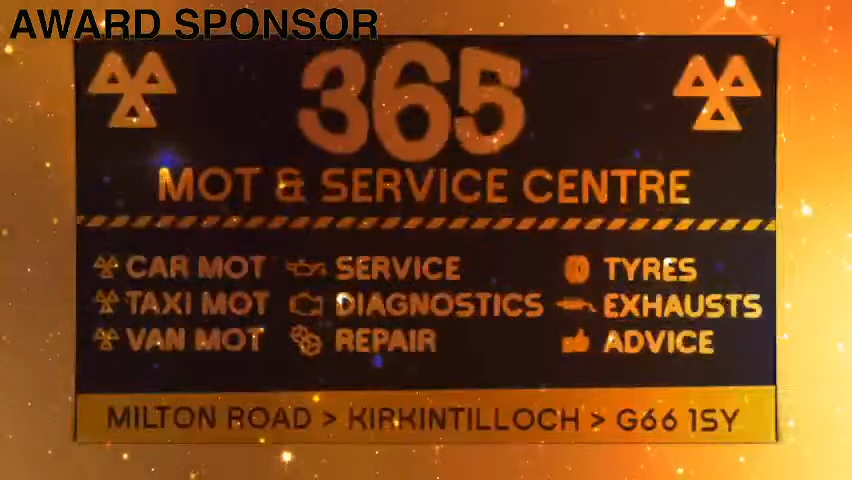 AWARD SPONSOR
365
MOT & SERVICE CENTRE
CAR MOT SERVICE TYRES
TAXI MOT DIAGNOSTICS EXHAUSTS
VAN MOT REPAIR ADVICE
MILTON ROAD > KIRKINTILLOCH > G66 1SY